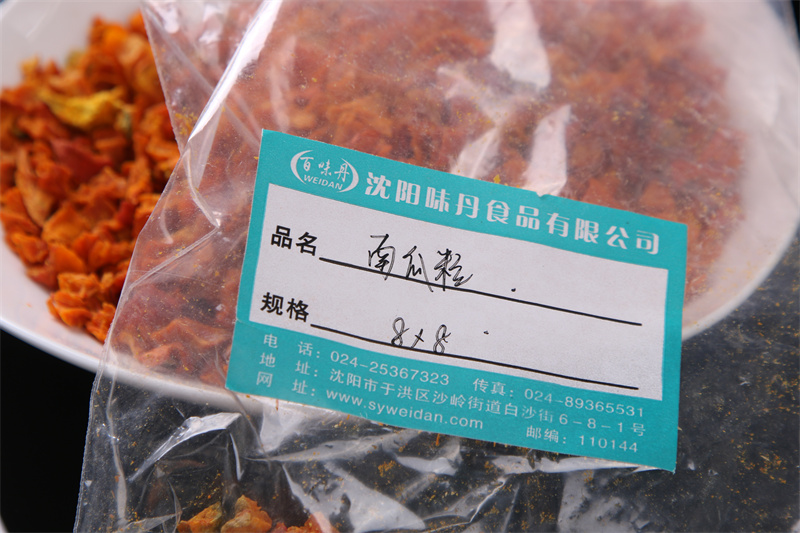 百味丹
WEIDAN
沈阳味丹食品有限公司
品名 南瓜粒
规格 8×8
电 话：024-25367323 传真：024-89365531
地 址：沈阳市于洪区沙岭街道白沙街6-8-1号
网 址：www.syweidan.com 邮编：110144